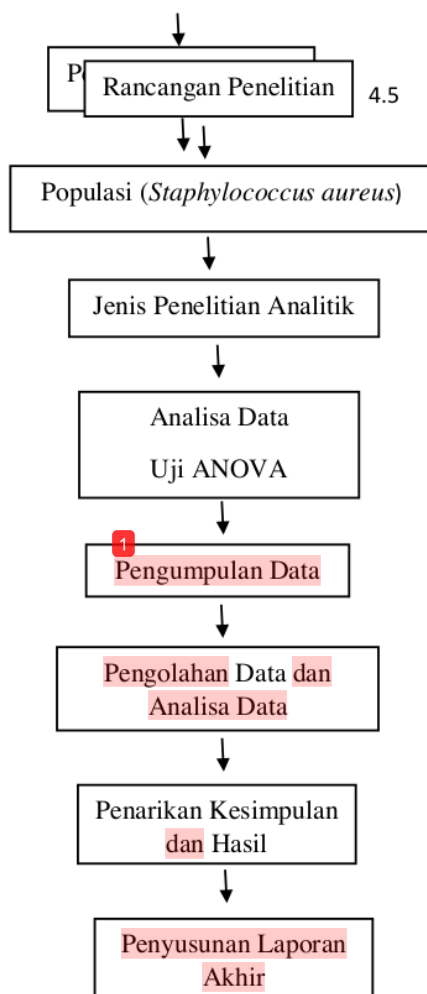 Rancangan Penelitian
4.5
Populasi (Staphylococcus aureus)
Jenis Penelitian Analitik
Analisa Data
Uji ANOVA
1
Pengumpulan Data
Pengolahan Data dan
Analisa Data
Penarikan Kesimpulan
dan Hasil
Penyusunan Laporan
Akhir